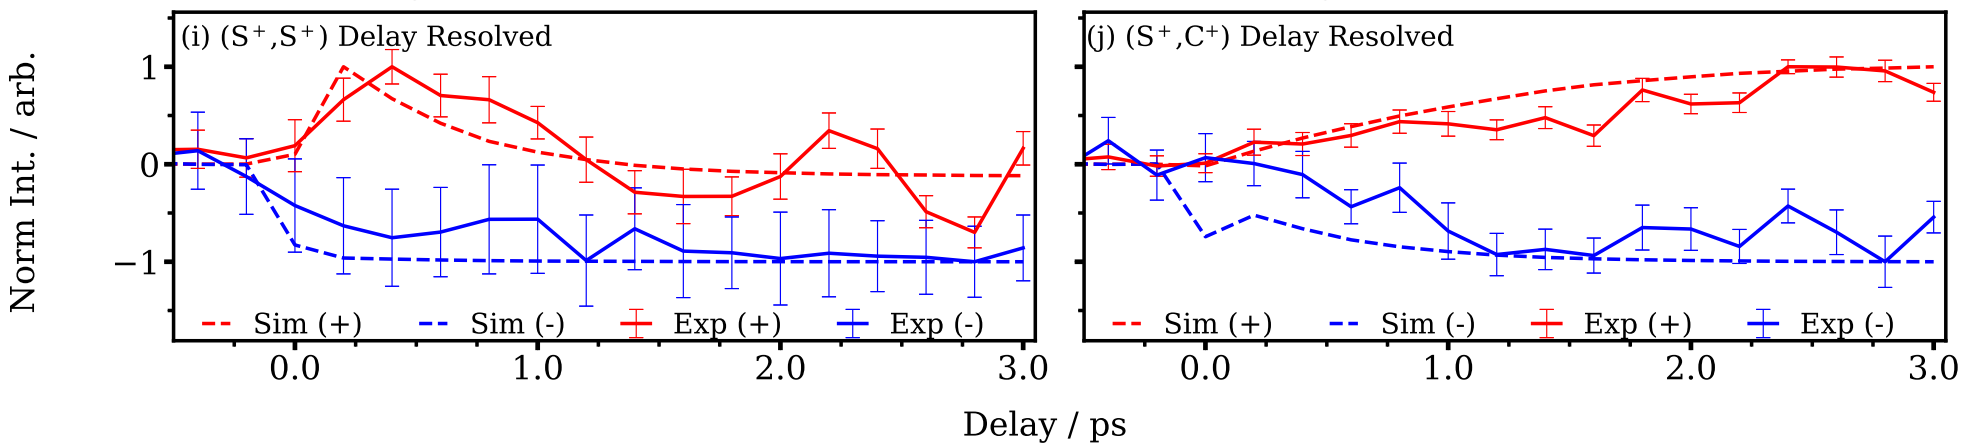 (i) (S⁺,S⁺) Delay Resolved
(j) (S⁺,C⁺) Delay Resolved
Norm Int. / arb.
1
0
−1
Sim (+) Sim (-) Exp (+) Exp (-)
Sim (+) Sim (-) Exp (+) Exp (-)
0.0 1.0 2.0 3.0
0.0 1.0 2.0 3.0
Delay / ps